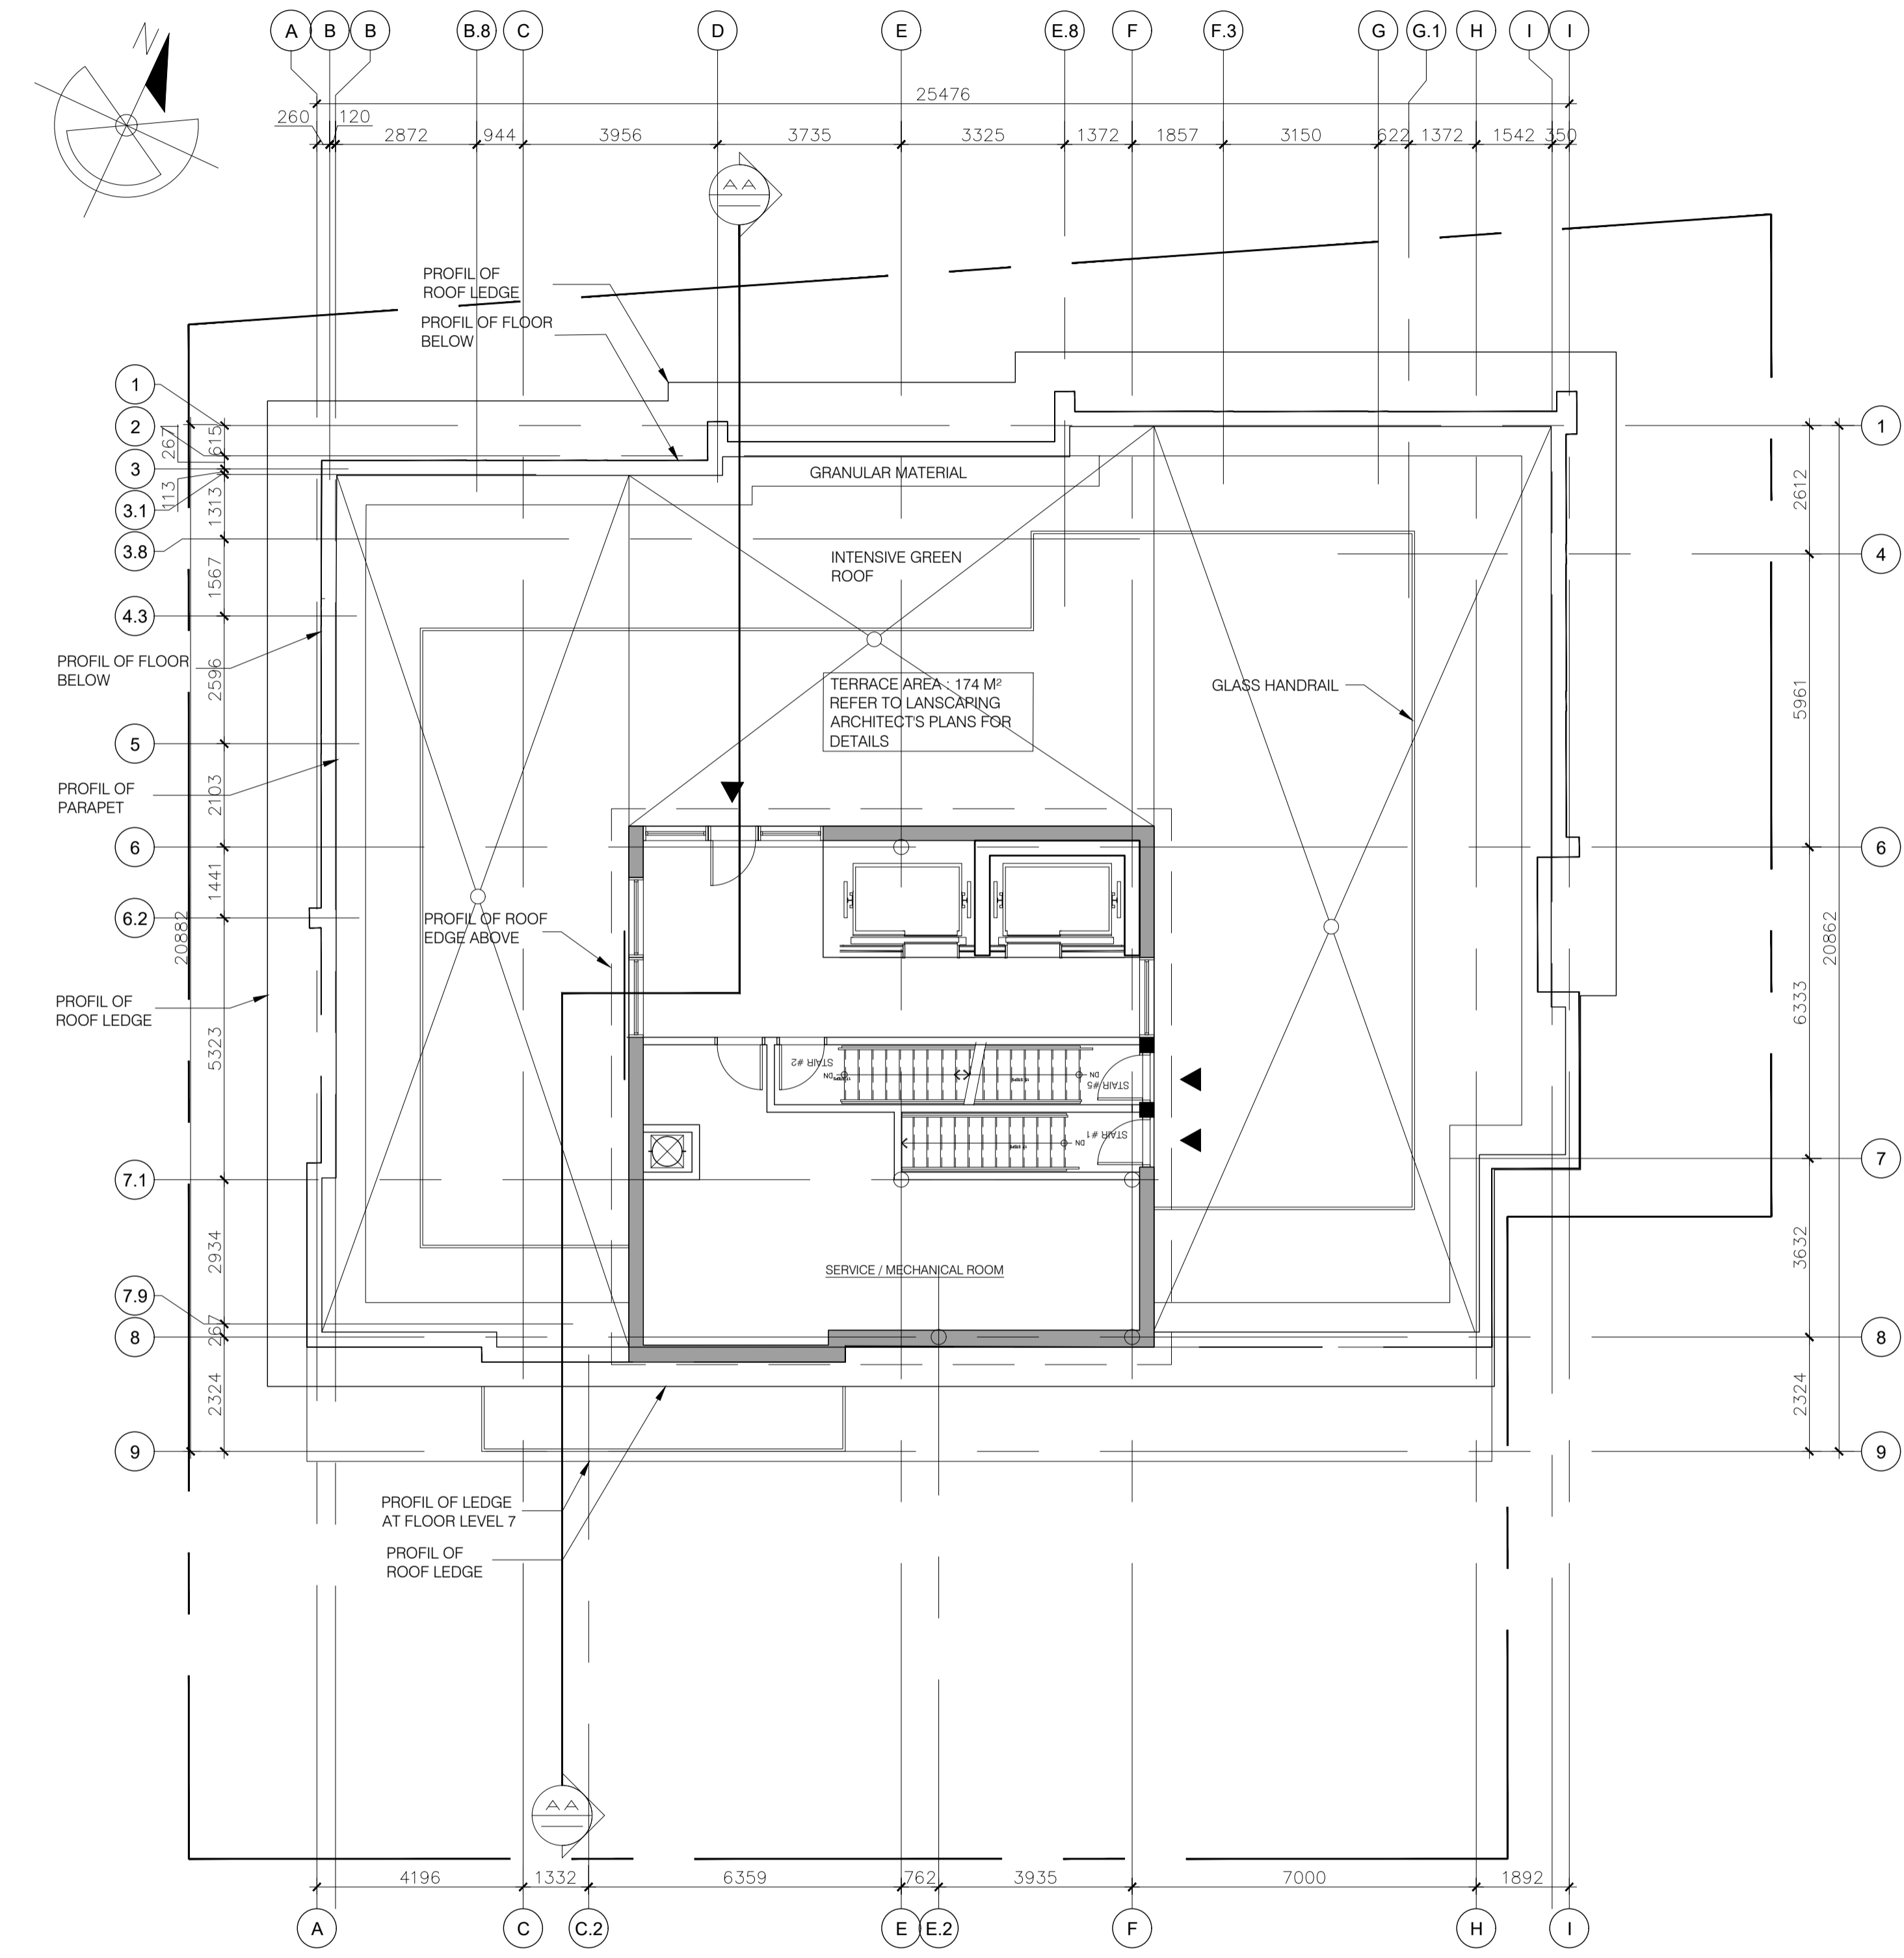 N
A
B
B
B.8
C
D
E
E.8
F
F.3
G
G.1
H
I
I
25476
260
120
2872
944
3956
3735
3325
1372
1857
3150
622
1372
1542
350
A A
PROFIL OF
ROOF LEDGE
PROFIL OF FLOOR
BELOW
1
2
3
3.1
3.8
4.3
5
6
6.2
7.1
7.9
8
9
267
615
113
1313
1567
2596
2103
1441
20882
5323
2934
267
2324
GRANULAR MATERIAL
INTENSIVE GREEN
ROOF
TERRACE AREA : 174 M²
REFER TO LANSCAPING
ARCHITECT'S PLANS FOR
DETAILS
GLASS HANDRAIL
PROFIL OF FLOOR
BELOW
PROFIL OF
PARAPET
PROFIL OF ROOF
EDGE ABOVE
PROFIL OF
ROOF LEDGE
STAIR #2
DN
DN
STAIR #5
DN
STAIR #1
SERVICE / MECHANICAL ROOM
1
4
6
7
8
9
2612
5961
6333
20862
3632
2324
PROFIL OF LEDGE
AT FLOOR LEVEL 7
PROFIL OF
ROOF LEDGE
A A
4196
1332
6359
762
3935
7000
1892
A
C
C.2
E
E.2
F
H
I